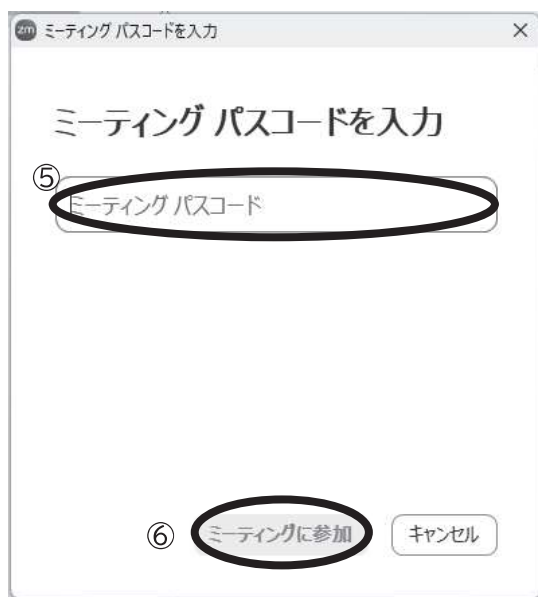 zm ミーティング パスコードを入力
ミーティング パスコードを入力
⑤
ミーティング パスコード
⑥ ミーティングに参加 キャンセル